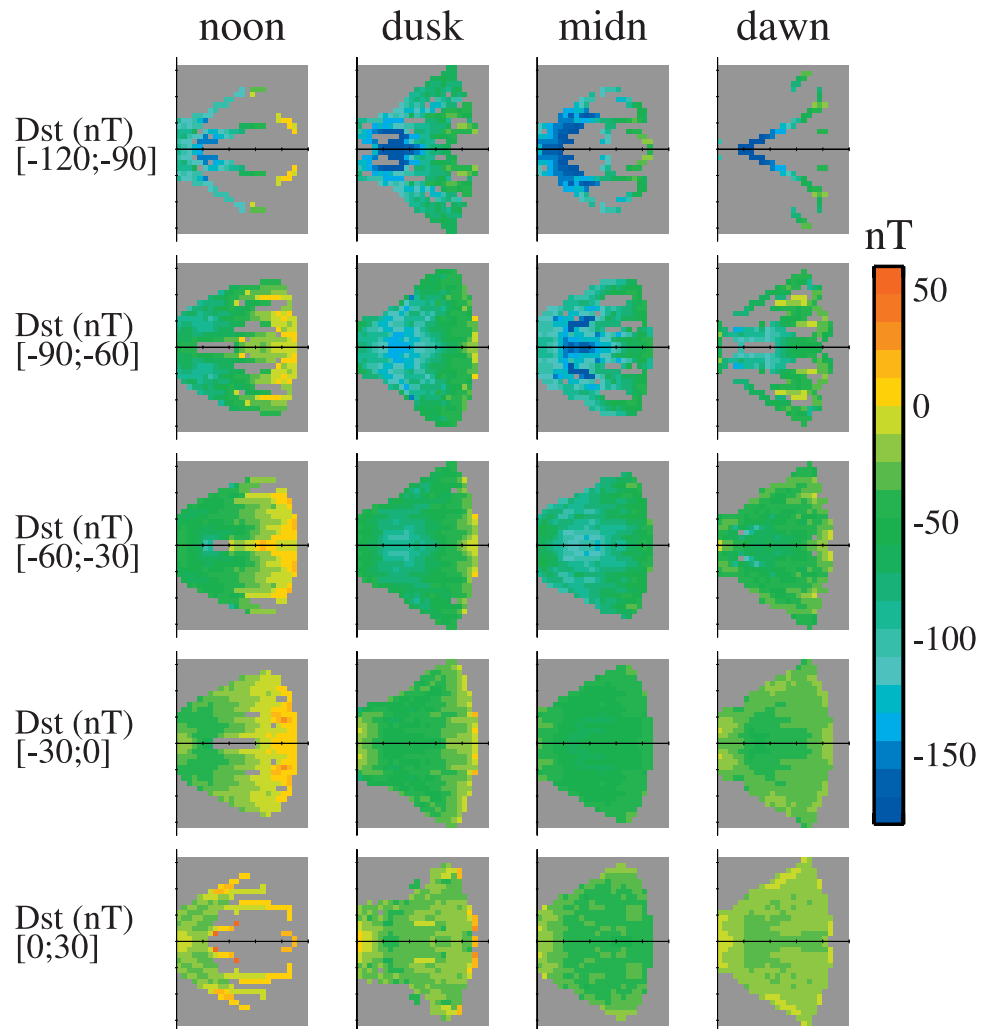 noon dusk midn dawn
Dst (nT)
[-120;-90]
Dst (nT)
[-90;-60]
Dst (nT)
[-60;-30]
Dst (nT)
[-30;0]
Dst (nT)
[0;30]
nT
50
0
-50
-100
-150